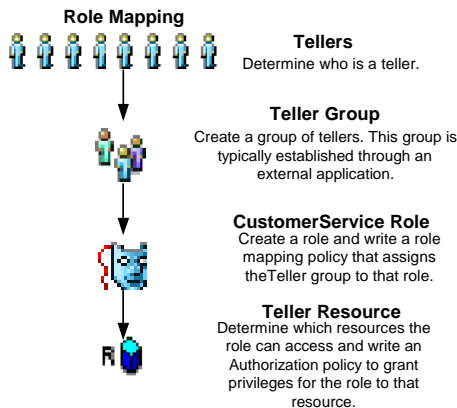 Role Mapping
Tellers
Determine who is a teller.
Teller Group
Create a group of tellers. This group is
typically established through an
external application.
CustomerService Role
Create a role and write a role
mapping policy that assigns
theTeller group to that role.
Teller Resource
Determine which resources the
role can access and write an
Authorization policy to grant
privileges for the role to that
resource.
R